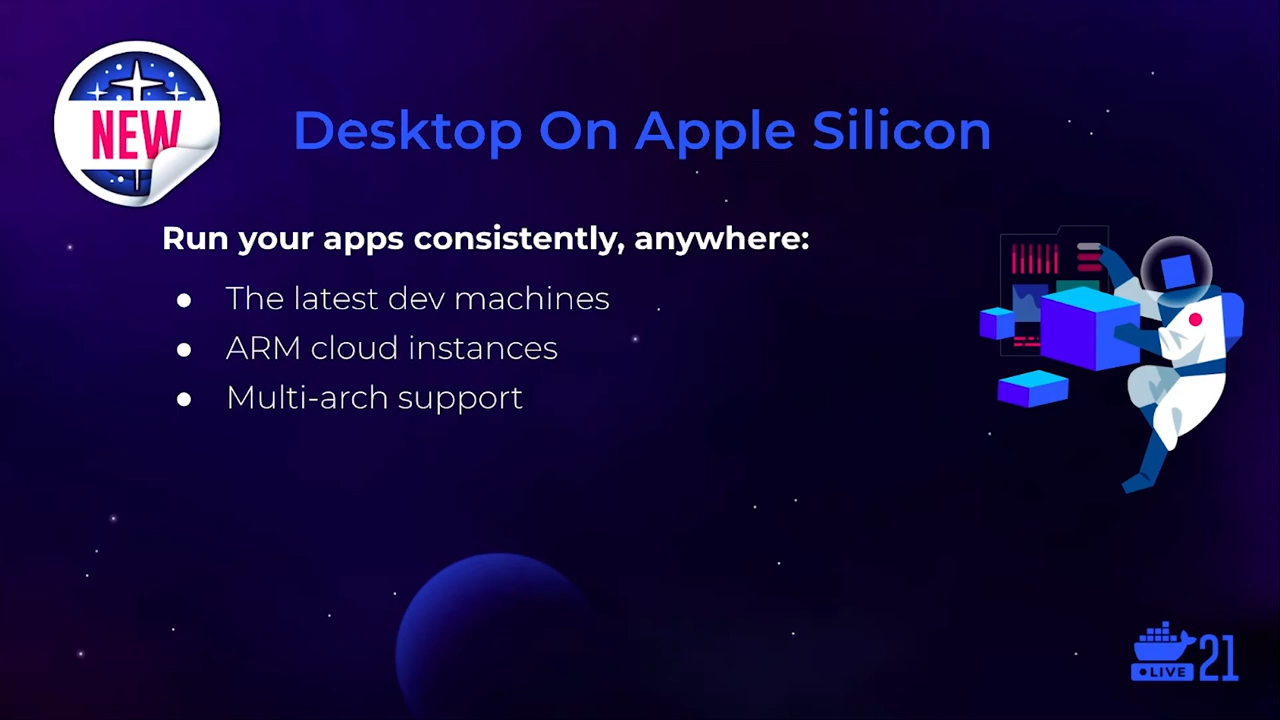 NEW
Desktop On Apple Silicon
Run your apps consistently, anywhere:
● The latest dev machines
● ARM cloud instances
● Multi-arch support
LIVE 21